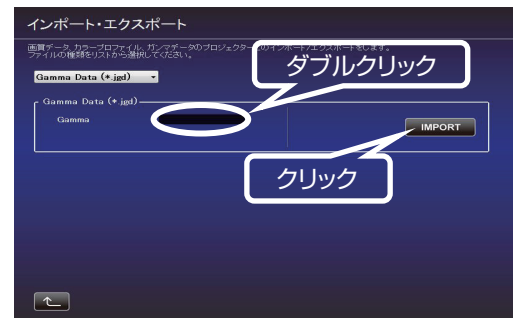 インポート・エクスポート
画質データ、カラープロファイル、ガンマデータのプロジェクターとのインポート/エクスポートをします。
ファイルの種類をリストから選択してください。
ダブルクリック
Gamma Data (*.jgd)
Gamma Data (*.jgd)
Gamma
IMPORT
クリック